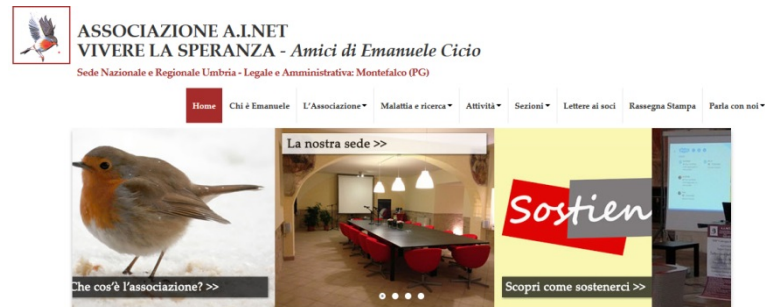 ASSOCIAZIONE A.I.NET
VIVERE LA SPERANZA - Amici di Emanuele Cicio
Sede Nazionale e Regionale Umbria - Legale e Amministrativa: Montefalco (PG)
Home Chi è Emanuele L'Associazione Malattia e ricerca Attività Sezioni Lettere ai soci Rassegna Stampa Parla con noi
La nostra sede >>
Sostien
Che cos'è l'associazione? >>
Scopri come sostenerci >>